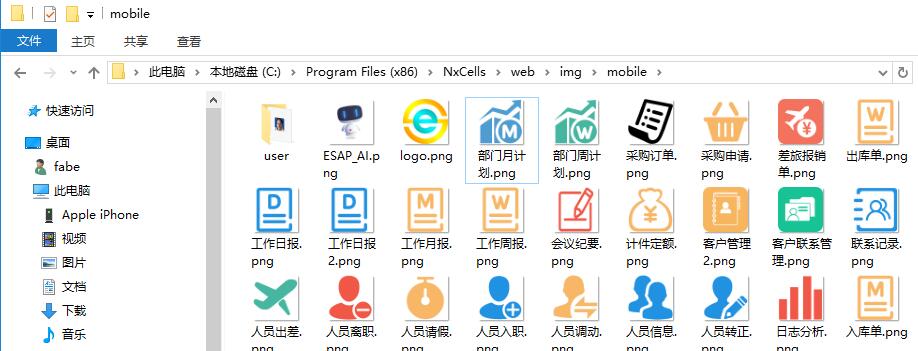 mobile
文件 主页 共享 查看
此电脑 本地磁盘 (C:) Program Files (x86) NxCells web img mobile
快速访问
桌面
fabe
此电脑
Apple iPhone
视频
图片
文档
下载
音乐
user
ESAP_AI.p
ng
logo.png
部门月计
划.png
部门周计
划.png
采购订单.
png
采购申请.
png
差旅报销
单.png
出库单.png
D
工作日报.
png
D
工作日报
2.png
M
工作月报.
png
W
工作周报.
png
会议纪要.
png
计件定额.
png
客户管理
2.png
客户联系管
理.png
联系记录.
png
人员出差.
png
人员离职.
png
人员请假.
png
人员入职.
png
人员调动.
png
人员信息.
png
人员转正.
png
日志分析.
png
M
入库单.png
M
W
W